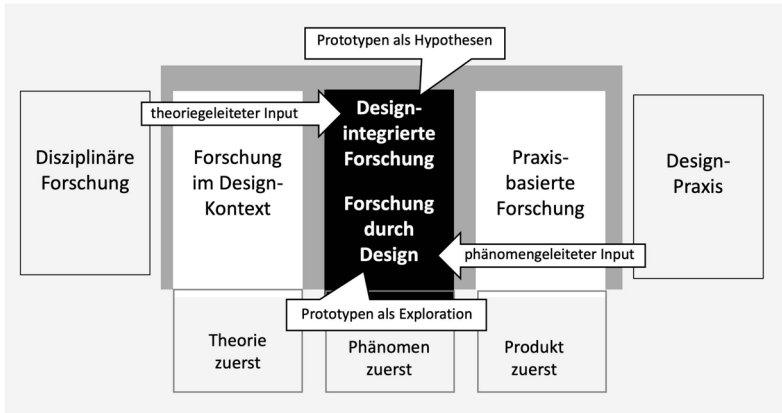 Prototypen als Hypothesen
theoriegeleiteter Input
Disziplinäre
Forschung
Forschung
im Design-
Kontext
Design-
integrierte
Forschung
Forschung
durch
Design
Praxis-
basierte
Forschung
Design-
Praxis
phänomengeleiteter Input
Prototypen als Exploration
Theorie
zuerst
Phänomen
zuerst
Produkt
zuerst